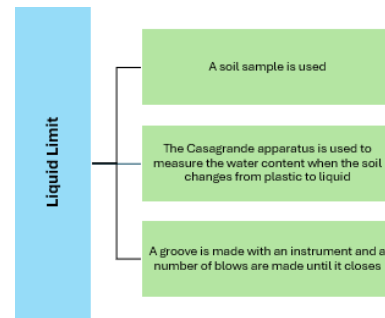 Liquid Limit
A soil sample is used
The Casagrande apparatus is used to
measure the water content when the soil
changes from plastic to liquid
A groove is made with an instrument and a
number of blows are made until it closes